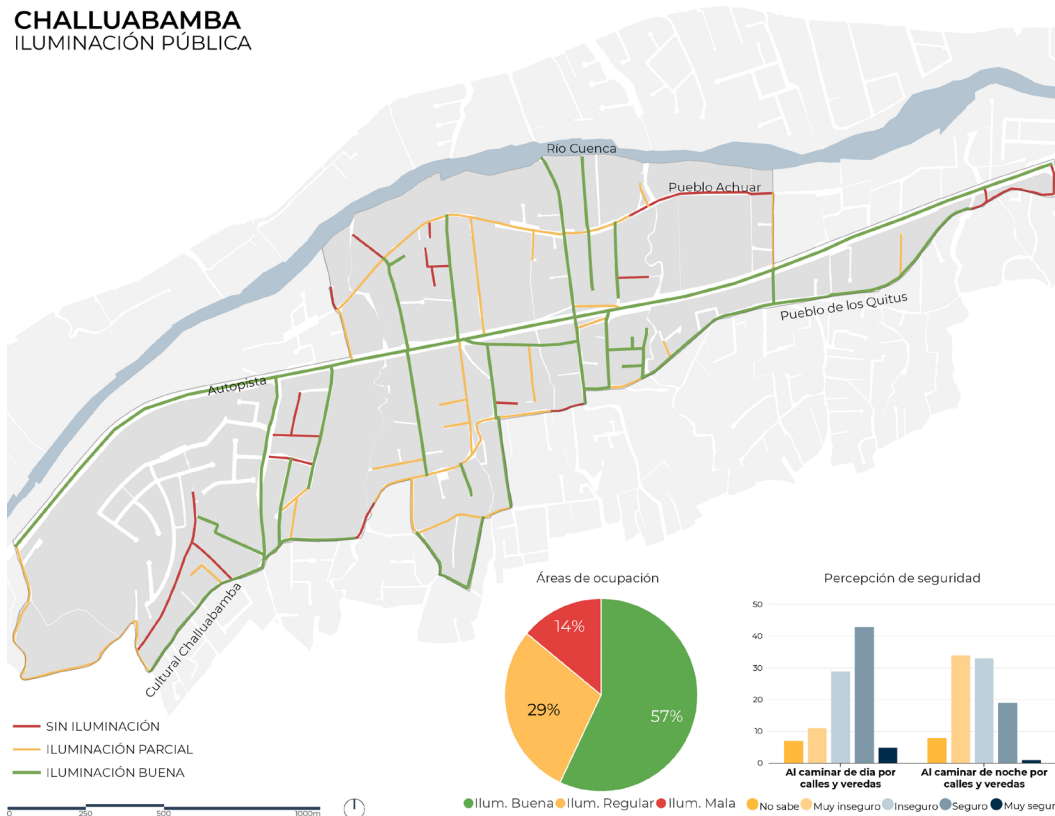 CHALLUABAMBA
ILUMINACIÓN PÚBLICA
Río Cuenca
Pueblo Achuar
Pueblo de los Quitus
Autopista
Cultural Challuabamba
SIN ILUMINACIÓN
ILUMINACIÓN PARCIAL
ILUMINACIÓN BUENA
0 250 500 1000m
Áreas de ocupación
14%
29%
57%
Ilum. Buena Ilum. Regular Ilum. Mala
Percepción de seguridad
50
40
30
20
10
0
Al caminar de dia por calles y veredas
Al caminar de noche por calles y veredas
No sabe Muy inseguro Inseguro Seguro Muy segur